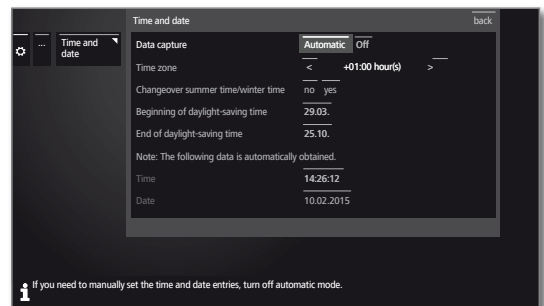 Time and date back
... Time and
date
Data capture Automatic Off
Time zone < +01:00 hour(s) >
Changeover summer time/winter time no yes
Beginning of daylight-saving time 29.03.
End of daylight-saving time 25.10.
Note: The following data is automatically obtained.
Time 14:26:12
Date 10.02.2015
i If you need to manually set the time and date entries, turn off automatic mode.